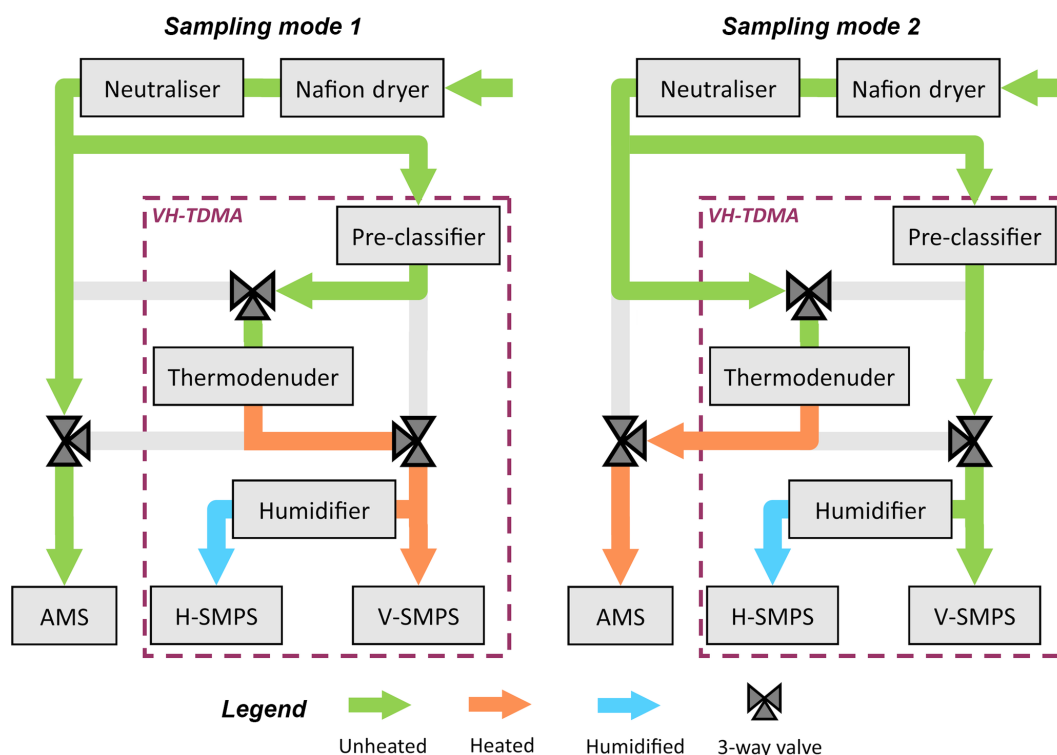 Sampling mode 1
Sampling mode 2
Neutraliser
Nafion dryer
Neutraliser
Nafion dryer
VH-TDMA
Pre-classifier
VH-TDMA
Pre-classifier
Thermodenuder
Thermodenuder
Humidifier
Humidifier
AMS
H-SMPS
V-SMPS
AMS
H-SMPS
V-SMPS
Legend
Unheated
Heated
Humidified
3-way valve